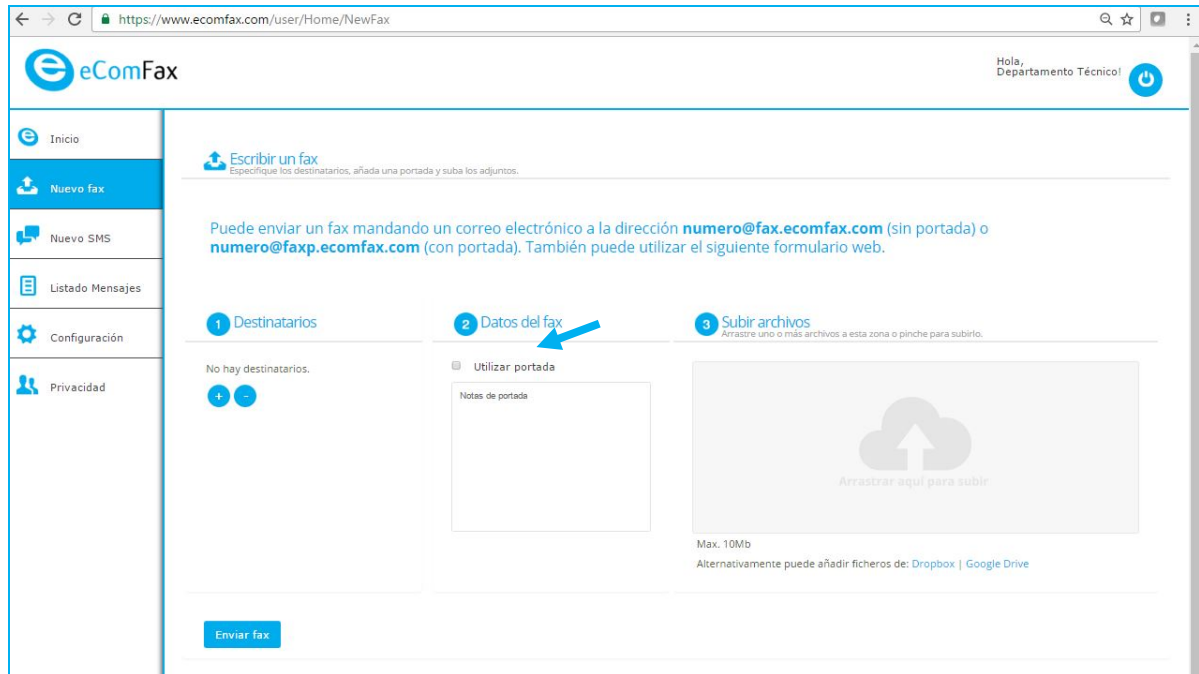 https://www.ecomfax.com/user/Home/NewFax
eComFax
Hola,
Departamento Técnico!
Inicio
Nuevo fax
Nuevo SMS
Listado Mensajes
Configuración
Privacidad
Escribir un fax
Especifique los destinatarios, añada una portada y suba los adjuntos.
Puede enviar un fax mandando un correo electrónico a la dirección numero@fax.ecomfax.com (sin portada) o
numero@faxp.ecomfax.com (con portada). También puede utilizar el siguiente formulario web.
1 Destinatarios
No hay destinatarios.
+ -
2 Datos del fax
Utilizar portada
Notas de portada
3 Subir archivos
Arrastre uno o más archivos a esta zona o pinche para subirlo.
Arrastrar aquí para subir
Max. 10Mb
Alternativamente puede añadir ficheros de: Dropbox | Google Drive
Enviar fax